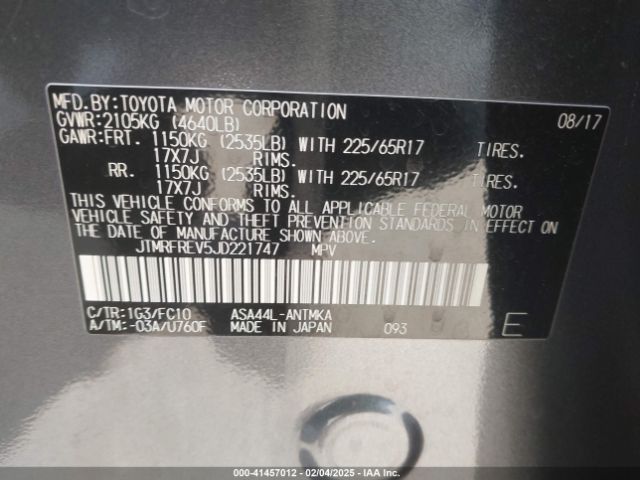 MFD.BY:TOYOTA MOTOR CORPORATION 08/17
GVWR:2105KG (4640LB)
GAWR:FRT. 1150KG (2535LB) WITH 225/65R17 TIRES.
17X7J RIMS.
RR. 1150KG (2535LB) WITH 225/65R17 TIRES.
17X7J RIMS.
THIS VEHICLE CONFORMS TO ALL APPLICABLE FEDERAL MOTOR
VEHICLE SAFETY AND THEFT PREVENTION STANDARDS IN EFFECT ON
THE DATE OF MANUFACTURE SHOWN ABOVE.
JTMRFREV5JD221747 MPV
C/TR:1G3/FC10 ASA44L-ANTMKA
A/TM:-03A/U760F MADE IN JAPAN 093 E
000-41457012 - 02/04/2025 - IAA Inc.